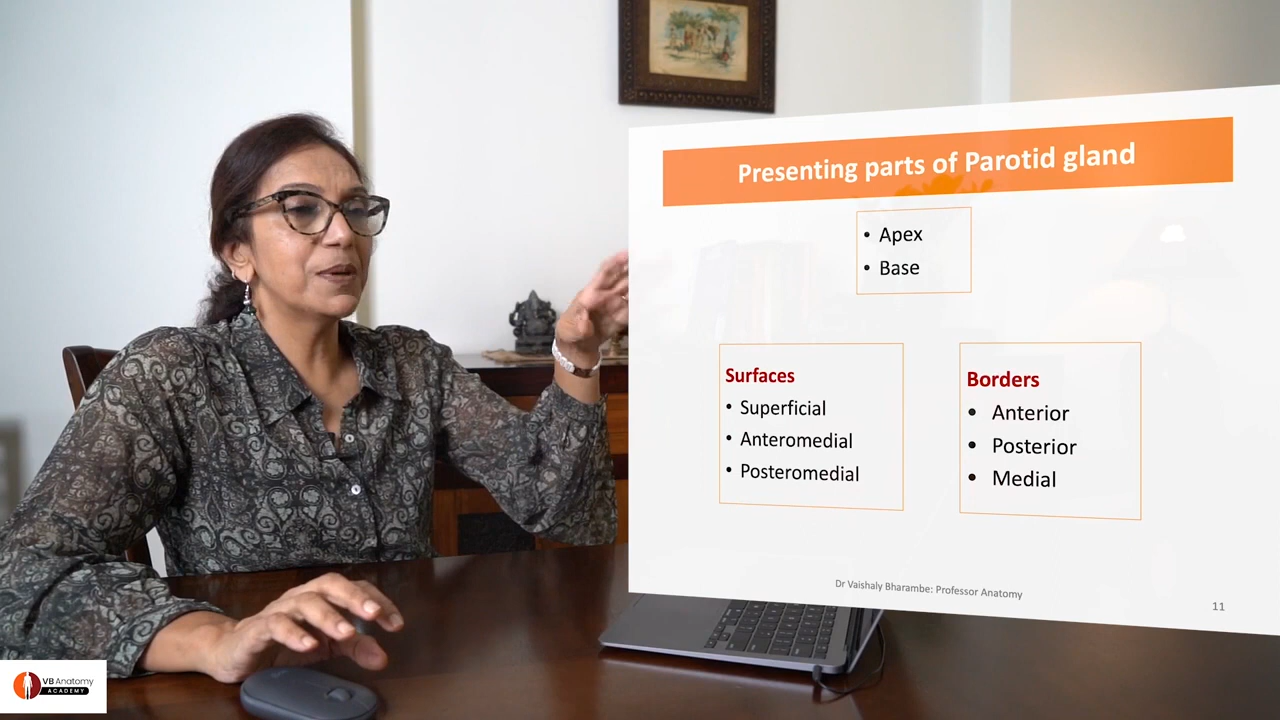 Presenting parts of Parotid gland
• Apex
• Base
Surfaces
• Superficial
• Anteromedial
• Posteromedial
Borders
• Anterior
• Posterior
• Medial
Dr Vaishaly Bharambe: Professor Anatomy
11
VB Anatomy
ACADEMY